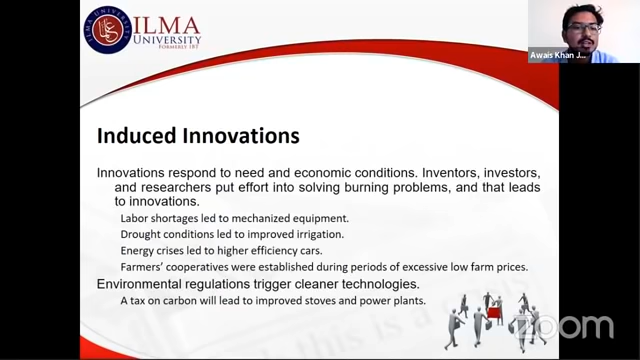 ILMA UNIVERSITY
ILMA
UNIVERSITY
FORMERLY IBT
Awais Khan J...
Induced Innovations
Innovations respond to need and economic conditions. Inventors, investors,
and researchers put effort into solving burning problems, and that leads
to innovations.
Labor shortages led to mechanized equipment.
Drought conditions led to improved irrigation.
Energy crises led to higher efficiency cars.
Farmers' cooperatives were established during periods of excessive low farm prices.
Environmental regulations trigger cleaner technologies.
A tax on carbon will lead to improved stoves and power plants.
zoom